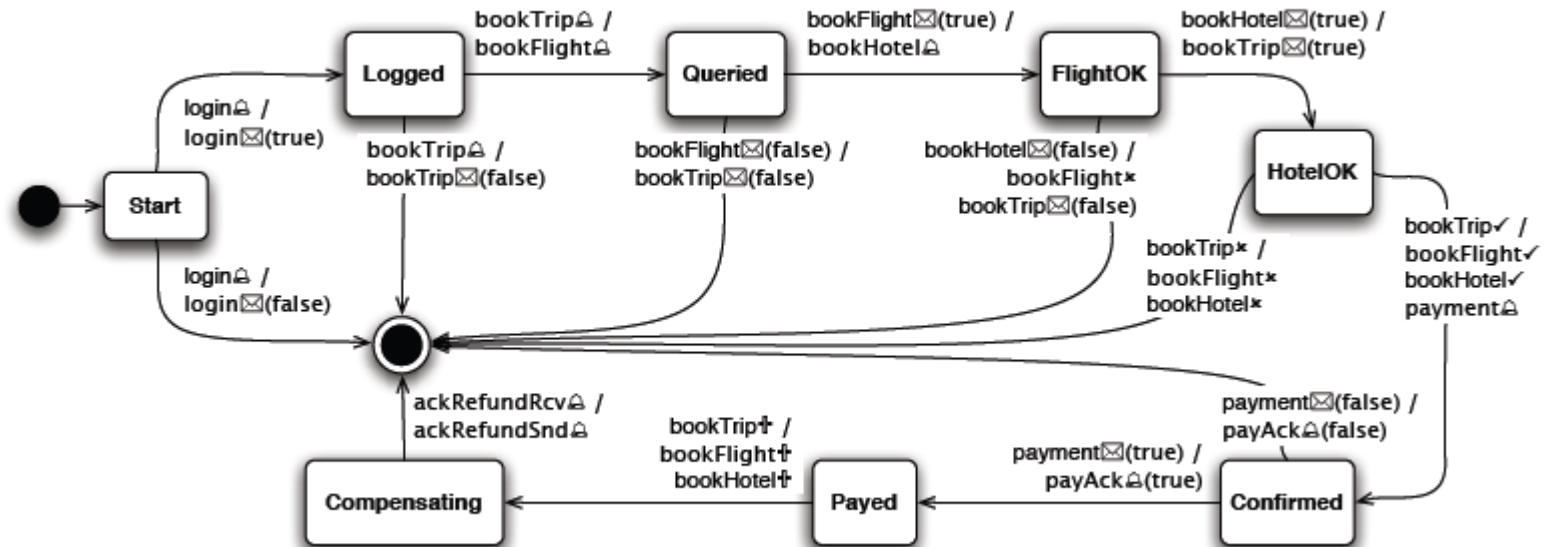 bookTrip🔔 /
bookFlight🔔
bookFlight✉(true) /
bookHotel🔔
bookHotel✉(true) /
bookTrip✉(true)
Logged
Queried
FlightOK
login🔔 /
login✉(true)
bookTrip🔔 /
bookTrip✉(false)
bookFlight✉(false) /
bookTrip✉(false)
bookHotel✉(false) /
bookFlight✗
bookTrip✉(false)
HotelOK
Start
bookTrip✓ /
bookFlight✓
bookHotel✓
payment🔔
bookTrip✗ /
bookFlight✗
bookHotel✗
login🔔 /
login✉(false)
ackRefundRcv🔔 /
ackRefundSnd🔔
bookTrip✞ /
bookFlight✞
bookHotel✞
payment✉(false) /
payAck🔔(false)
payment✉(true) /
payAck🔔(true)
Compensating
Payed
Confirmed